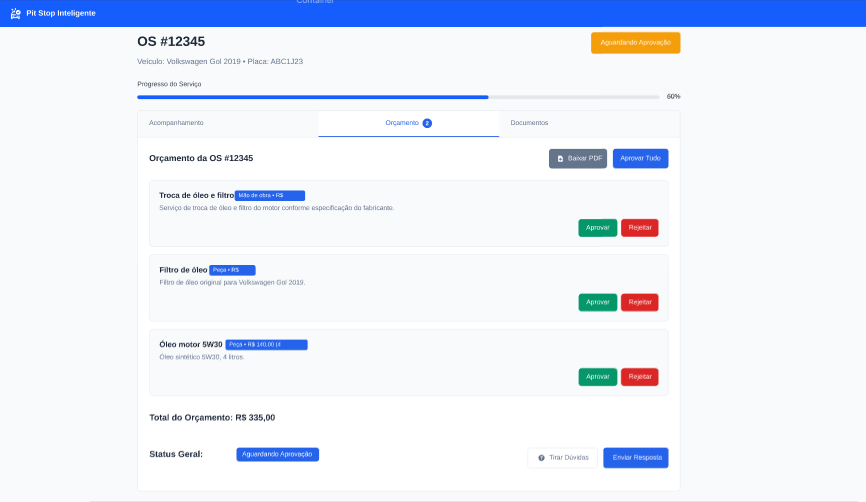 Container
Pit Stop Inteligente
OS #12345
Aguardando Aprovação
Veículo: Volkswagen Gol 2019 • Placa: ABC1J23
Progresso do Serviço
60%
Acompanhamento
Orçamento 2
Documentos
Orçamento da OS #12345
Baixar PDF
Aprovar Tudo
Troca de óleo e filtro Mão de obra • R$
Serviço de troca de óleo e filtro do motor conforme especificação do fabricante.
Aprovar Rejeitar
Filtro de óleo Peça • R$
Filtro de óleo original para Volkswagen Gol 2019.
Aprovar Rejeitar
Óleo motor 5W30 Peça • R$ 140,00 (4
Óleo sintético 5W30, 4 litros.
Aprovar Rejeitar
Total do Orçamento: R$ 335,00
Status Geral: Aguardando Aprovação
Tirar Dúvidas
Enviar Resposta